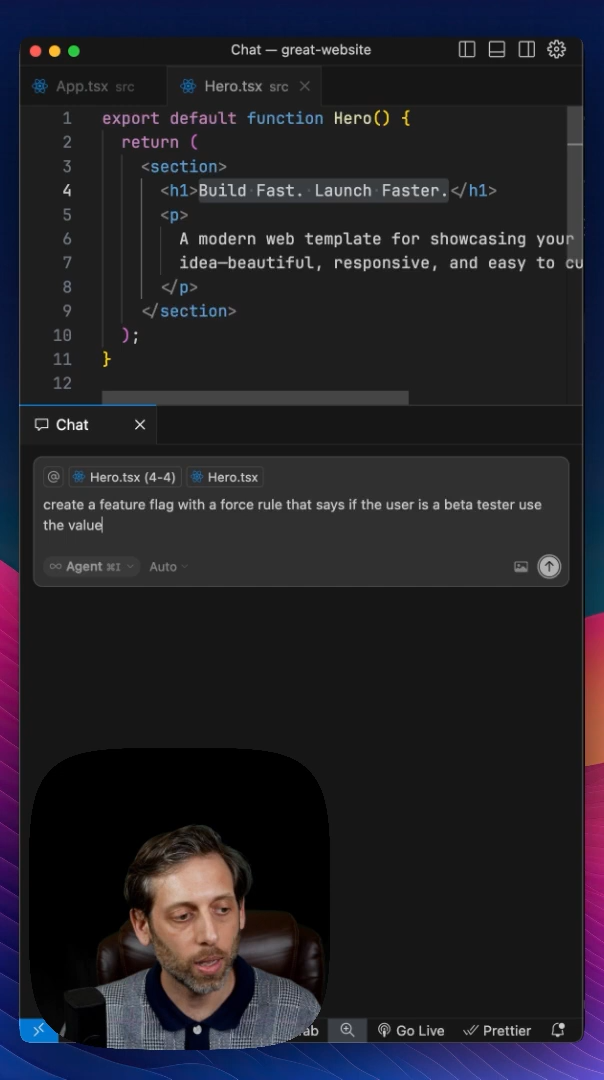 Chat — great-website
App.tsx src
Hero.tsx src
1 export default function Hero() {
2 return (
3 <section>
4 <h1>Build Fast. Launch Faster.</h1>
5 <p>
6 A modern web template for showcasing your
7 idea—beautiful, responsive, and easy to cu
8 </p>
9 </section>
10 );
11 }
12
Chat
@ Hero.tsx (4-4) Hero.tsx
create a feature flag with a force rule that says if the user is a beta tester use
the value
Agent ⌘I Auto
Go Live Prettier